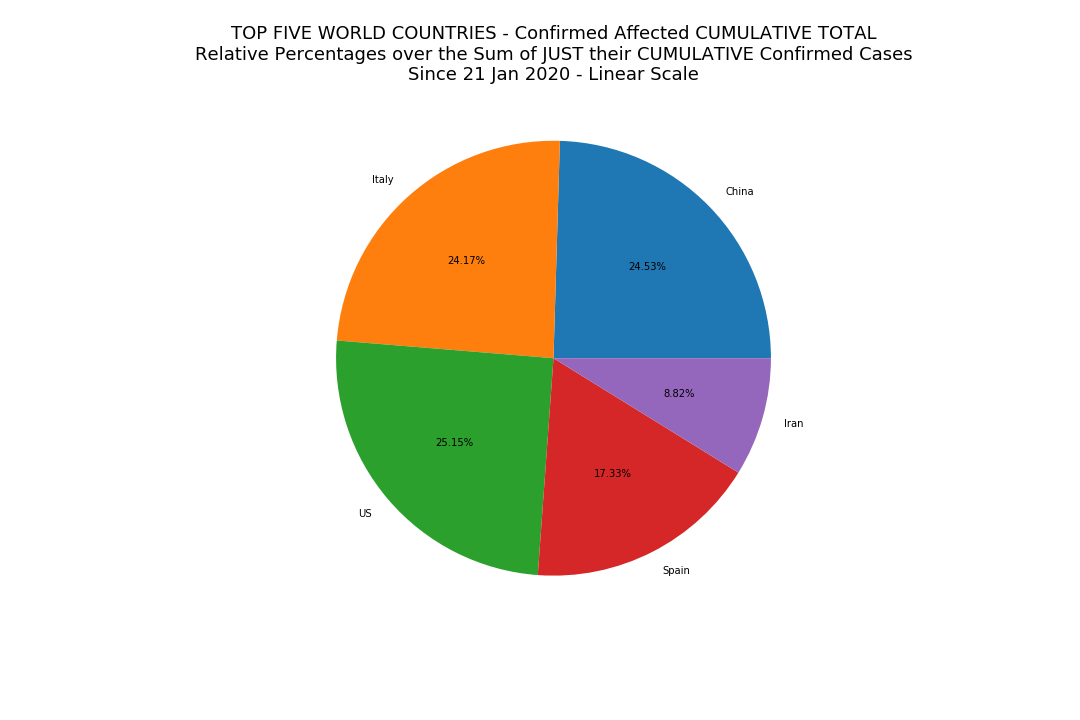 TOP FIVE WORLD COUNTRIES - Confirmed Affected CUMULATIVE TOTAL
Relative Percentages over the Sum of JUST their CUMULATIVE Confirmed Cases
Since 21 Jan 2020 - Linear Scale
Italy
China
24.17%
24.53%
8.82%
Iran
25.15%
17.33%
US
Spain